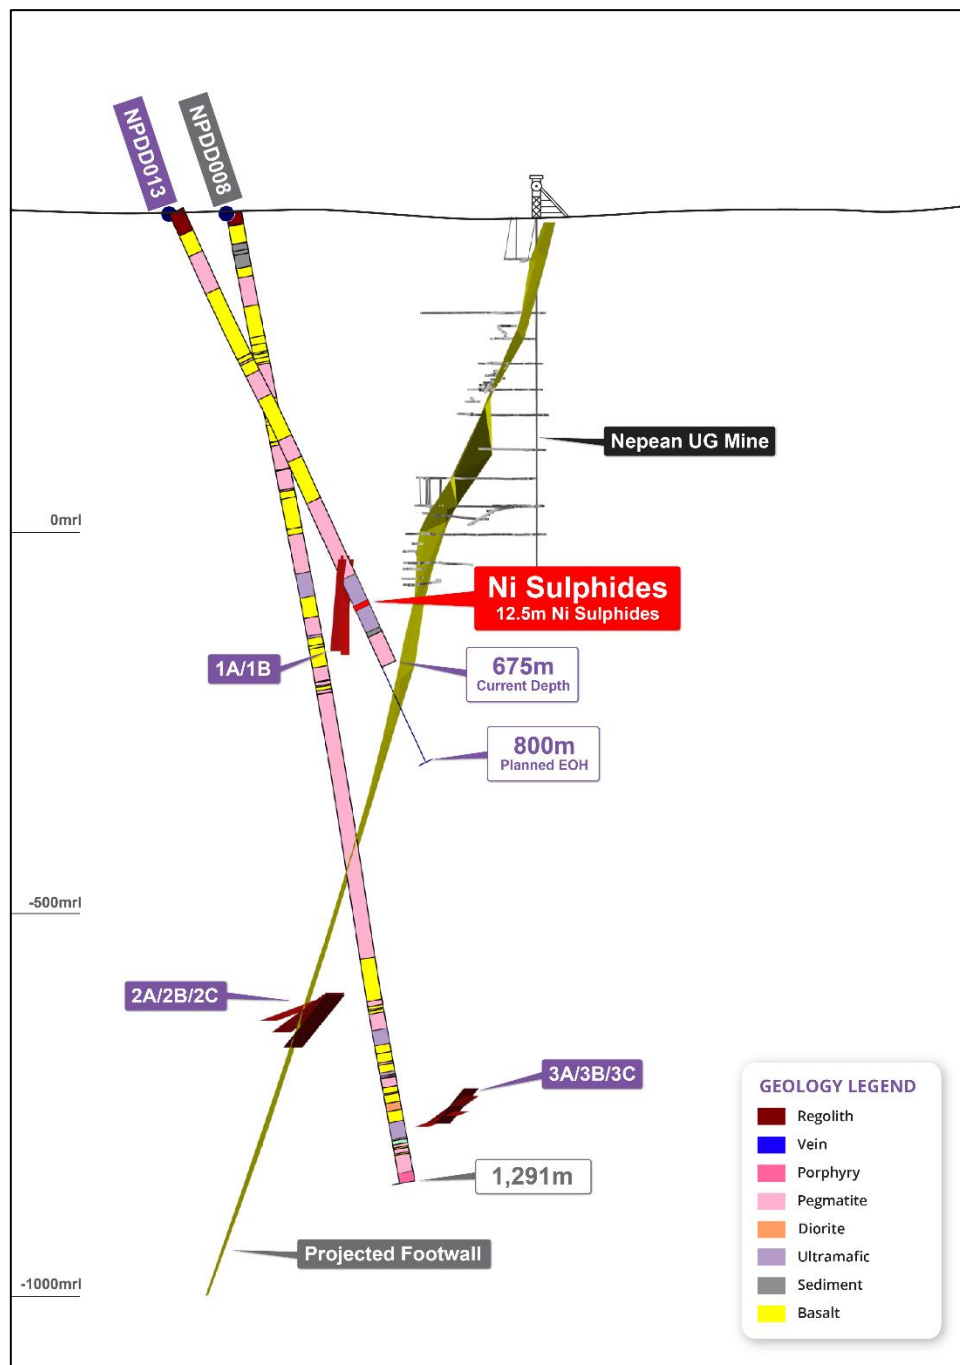 NPDD013
NPDD008
Nepean UG Mine
0mrl
Ni Sulphides
12.5m Ni Sulphides
1A/1B
675m
Current Depth
800m
Planned EOH
-500mrl
2A/2B/2C
3A/3B/3C
1,291m
Projected Footwall
-1000mrl
GEOLOGY LEGEND
Regolith
Vein
Porphyry
Pegmatite
Diorite
Ultramafic
Sediment
Basalt